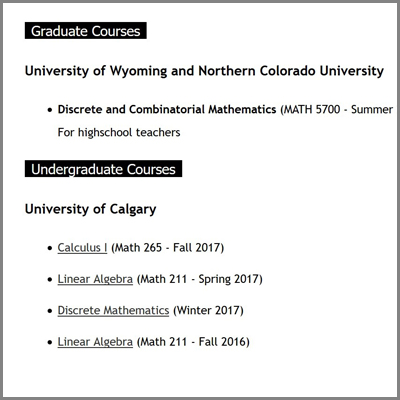 Graduate Courses
University of Wyoming and Northern Colorado University
• Discrete and Combinatorial Mathematics (MATH 5700 - Summer
For highschool teachers
Undergraduate Courses
University of Calgary
• Calculus I (Math 265 - Fall 2017)
• Linear Algebra (Math 211 - Spring 2017)
• Discrete Mathematics (Winter 2017)
• Linear Algebra (Math 211 - Fall 2016)